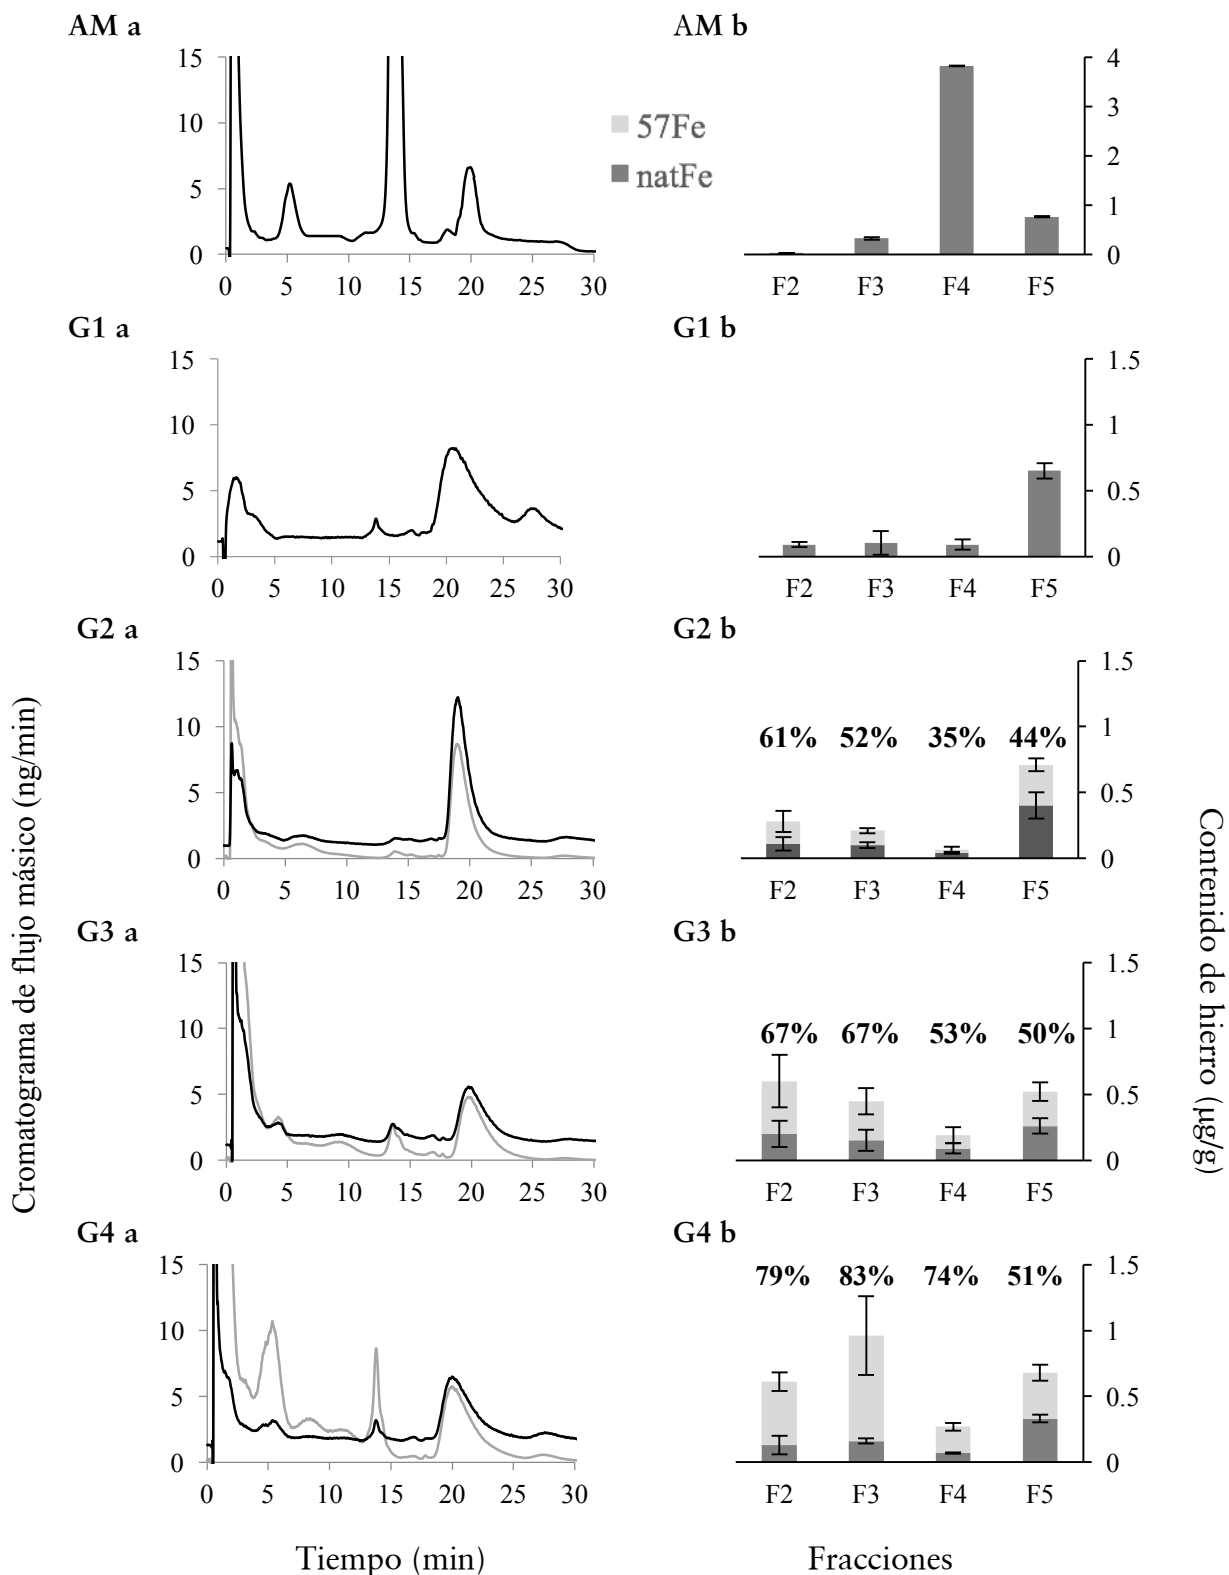 AM a
AM b
15
10
5
0
0 5 10 15 20 25 30
57Fe
natFe
4
3
2
1
0
F2 F3 F4 F5
G1 a
G1 b
15
10
5
0
0 5 10 15 20 25 30
1.5
1
0.5
0
F2 F3 F4 F5
G2 a
G2 b
15
10
5
0
0 5 10 15 20 25 30
61% 52% 35% 44%
1.5
1
0.5
0
F2 F3 F4 F5
G3 a
G3 b
15
10
5
0
0 5 10 15 20 25 30
67% 67% 53% 50%
1.5
1
0.5
0
F2 F3 F4 F5
G4 a
G4 b
15
10
5
0
0 5 10 15 20 25 30
79% 83% 74% 51%
1.5
1
0.5
0
F2 F3 F4 F5
Cromatograma de flujo másico (ng/min)
Contenido de hierro (µg/g)
Tiempo (min)
Fracciones